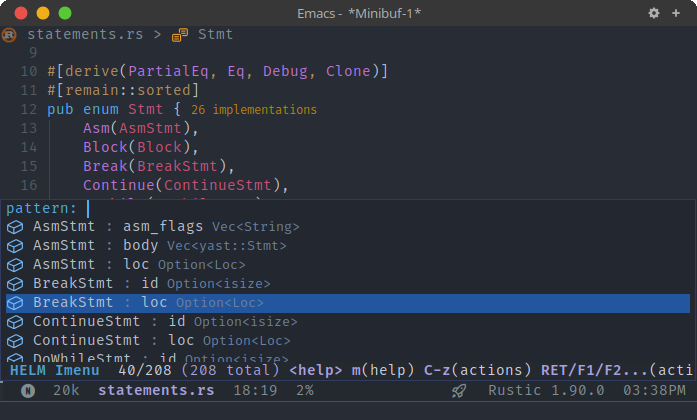 Emacs - *Minibuf-1*
statements.rs > Stmt
9
10 #[derive(PartialEq, Eq, Debug, Clone)]
11 #[remain::sorted]
12 pub enum Stmt { 26 implementations
13 Asm(AsmStmt),
14 Block(Block),
15 Break(BreakStmt),
16 Continue(ContinueStmt),
pattern:
AsmStmt : asm_flags Vec<String>
AsmStmt : body Vec<yast::Stmt>
AsmStmt : loc Option<Loc>
BreakStmt : id Option<isize>
BreakStmt : loc Option<Loc>
ContinueStmt : id Option<isize>
ContinueStmt : loc Option<Loc>
DoWhileStmt : id Option<isize>
HELM Imenu 40/208 (208 total) <help> m(help) C-z(actions) RET/F1/F2...(acti
N 20k statements.rs 18:19 2% Rustic 1.90.0 03:38PM